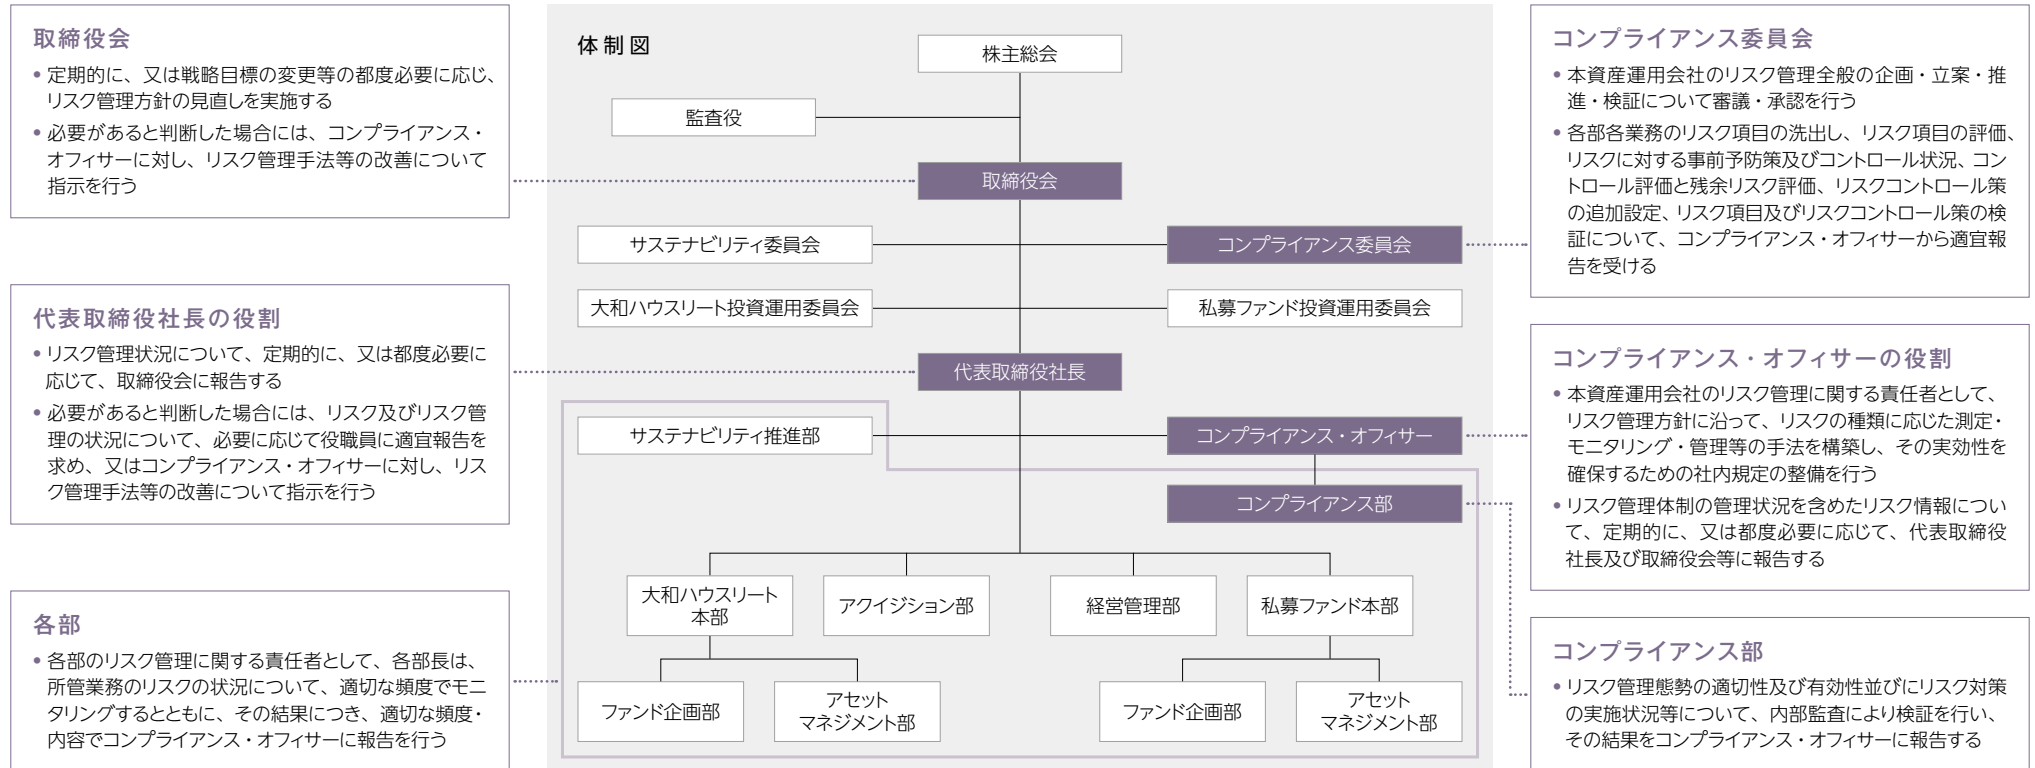 取締役会
• 定期的に、又は戦略目標の変更等の都度必要に応じ、
リスク管理方針の見直しを実施する
• 必要があると判断した場合には、コンプライアンス・
オフィサーに対し、リスク管理手法等の改善について
指示を行う
代表取締役社長の役割
• リスク管理状況について、定期的に、又は都度必要に
応じて、取締役会に報告する
• 必要があると判断した場合には、リスク及びリスク管
理の状況について、必要に応じて役職員に適宜報告を
求め、又はコンプライアンス・オフィサーに対し、リス
ク管理手法等の改善について指示を行う
各部
• 各部のリスク管理に関する責任者として、各部長は、
所管業務のリスクの状況について、適切な頻度でモニ
タリングするとともに、その結果につき、適切な頻度・
内容でコンプライアンス・オフィサーに報告を行う
体制図
株主総会
監査役
取締役会
サステナビリティ委員会
コンプライアンス委員会
大和ハウスリート投資運用委員会
私募ファンド投資運用委員会
代表取締役社長
サステナビリティ推進部
コンプライアンス・オフィサー
コンプライアンス部
大和ハウスリート
本部
アクイジション部
経営管理部
私募ファンド本部
ファンド企画部
アセット
マネジメント部
ファンド企画部
アセット
マネジメント部
コンプライアンス委員会
• 本資産運用会社のリスク管理全般の企画・立案・推
進・検証について審議・承認を行う
• 各部各業務のリスク項目の洗出し、リスク項目の評価、
リスクに対する事前予防策及びコントロール状況、コン
トロール評価と残余リスク評価、リスクコントロール策
の追加設定、リスク項目及びリスクコントロール策の検
証について、コンプライアンス・オフィサーから適宜報
告を受ける
コンプライアンス・オフィサーの役割
• 本資産運用会社のリスク管理に関する責任者として、
リスク管理方針に沿って、リスクの種類に応じた測定・
モニタリング・管理等の手法を構築し、その実効性を
確保するための社内規定の整備を行う
• リスク管理体制の管理状況を含めたリスク情報につい
て、定期的に、又は都度必要に応じて、代表取締役
社長及び取締役会等に報告する
コンプライアンス部
• リスク管理態勢の適切性及び有効性並びにリスク対策
の実施状況等について、内部監査により検証を行い、
その結果をコンプライアンス・オフィサーに報告する